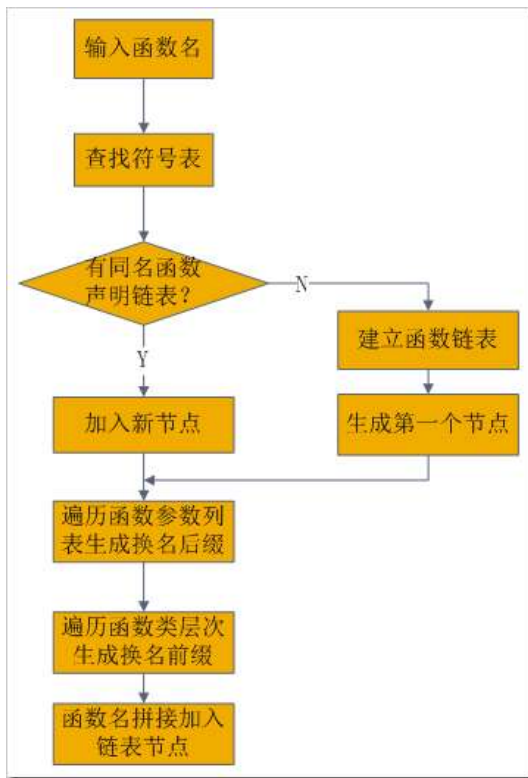 输入函数名
查找符号表
有同名函数
声明链表？
N
建立函数链表
Y
加入新节点
生成第一个节点
遍历函数参数列
表生成换名后缀
遍历函数类层次
生成换名前缀
函数名拼接加入
链表节点